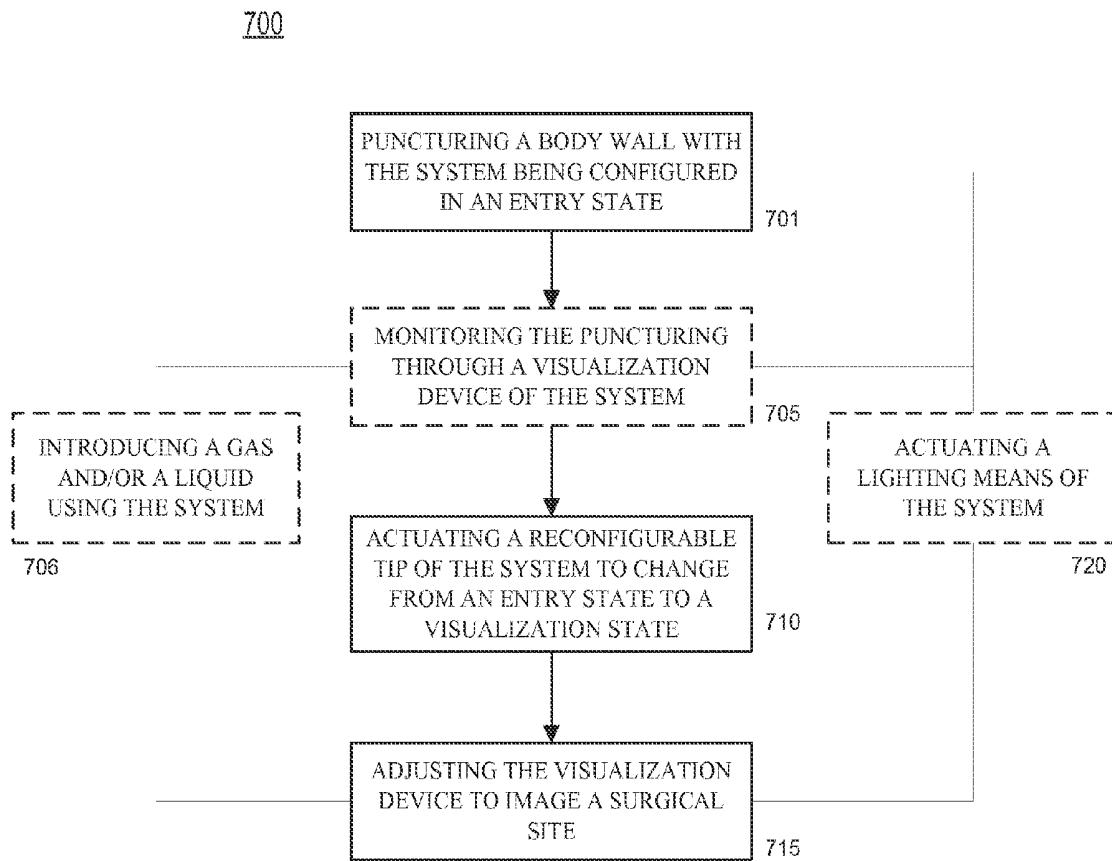 700
PUNCTURING A BODY WALL WITH
THE SYSTEM BEING CONFIGURED
IN AN ENTRY STATE
701
MONITORING THE PUNCTURING
THROUGH A VISUALIZATION
DEVICE OF THE SYSTEM
705
INTRODUCING A GAS
AND/OR A LIQUID
USING THE SYSTEM
706
ACTUATING A
LIGHTING MEANS OF
THE SYSTEM
720
ACTUATING A RECONFIGURABLE
TIP OF THE SYSTEM TO CHANGE
FROM AN ENTRY STATE TO A
VISUALIZATION STATE
710
ADJUSTING THE VISUALIZATION
DEVICE TO IMAGE A SURGICAL
SITE
715